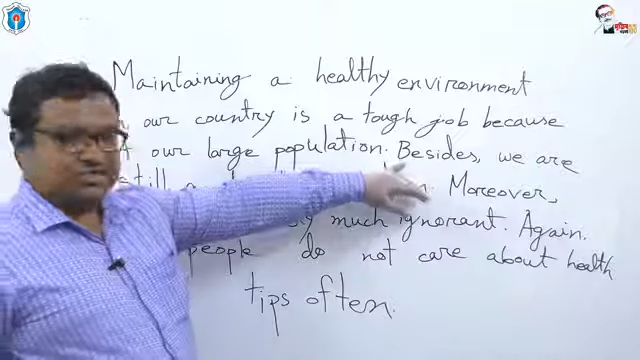 Maintaining a healthy environment
our country is a tough job because
our large population. Besides, we are
still a Moreover,
much ignorant. Again.
people do not care about health
tips often.